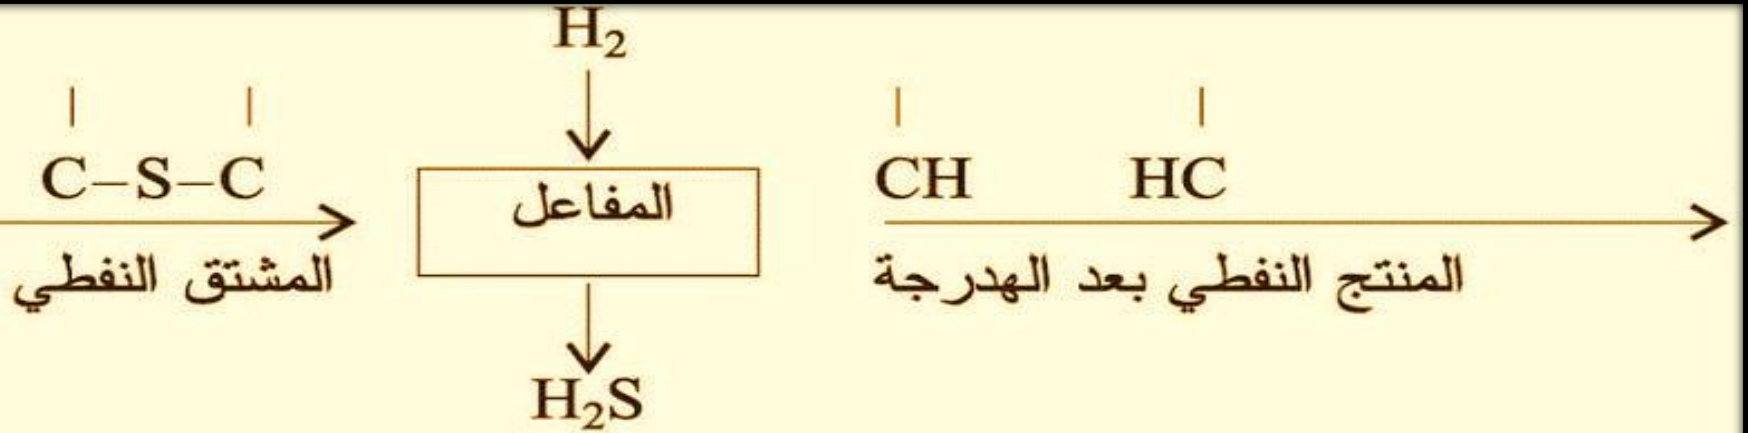 H₂
C–S–C
المفاعل
CH HC
المشتق النفطي
المنتج النفطي بعد الهدرجة
H₂S